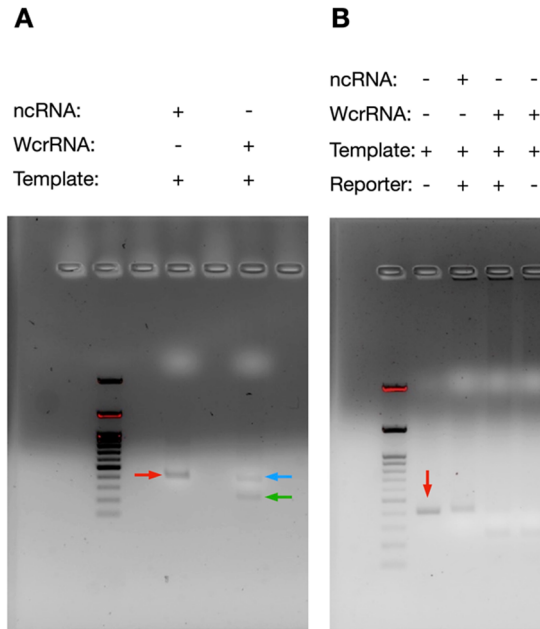 A
ncRNA: + -
WcrRNA: - +
Template: + +
B
ncRNA: - + - -
WcrRNA: - - + +
Template: + + + +
Reporter: - + + -